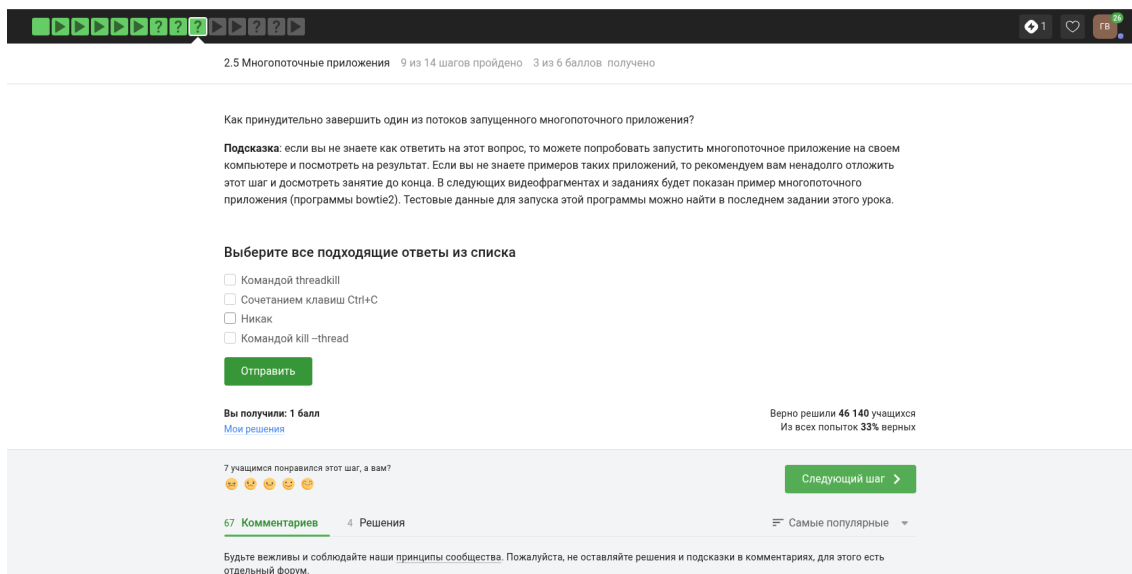 ? ? ? ? ?
1
ГВ
26
2.5 Многопоточные приложения 9 из 14 шагов пройдено 3 из 6 баллов получено
Как принудительно завершить один из потоков запущенного многопоточного приложения?
Подсказка: если вы не знаете как ответить на этот вопрос, то можете попробовать запустить многопоточное приложение на своем
компьютере и посмотреть на результат. Если вы не знаете примеров таких приложений, то рекомендуем вам ненадолго отложить
этот шаг и досмотреть занятие до конца. В следующих видеофрагментах и заданиях будет показан пример многопоточного
приложения (программы bowtie2). Тестовые данные для запуска этой программы можно найти в последнем задании этого урока.
Выберите все подходящие ответы из списка
Командой threadkill
Сочетанием клавиш Ctrl+C
Никак
Командой kill –thread
Отправить
Вы получили: 1 балл
Мои решения
Верно решили 46 140 учащихся
Из всех попыток 33% верных
7 учащимся понравился этот шаг, а вам?
Следующий шаг
67 Комментариев 4 Решения
Самые популярные
Будьте вежливы и соблюдайте наши принципы сообщества. Пожалуйста, не оставляйте решения и подсказки в комментариях, для этого есть
отдельный форум.